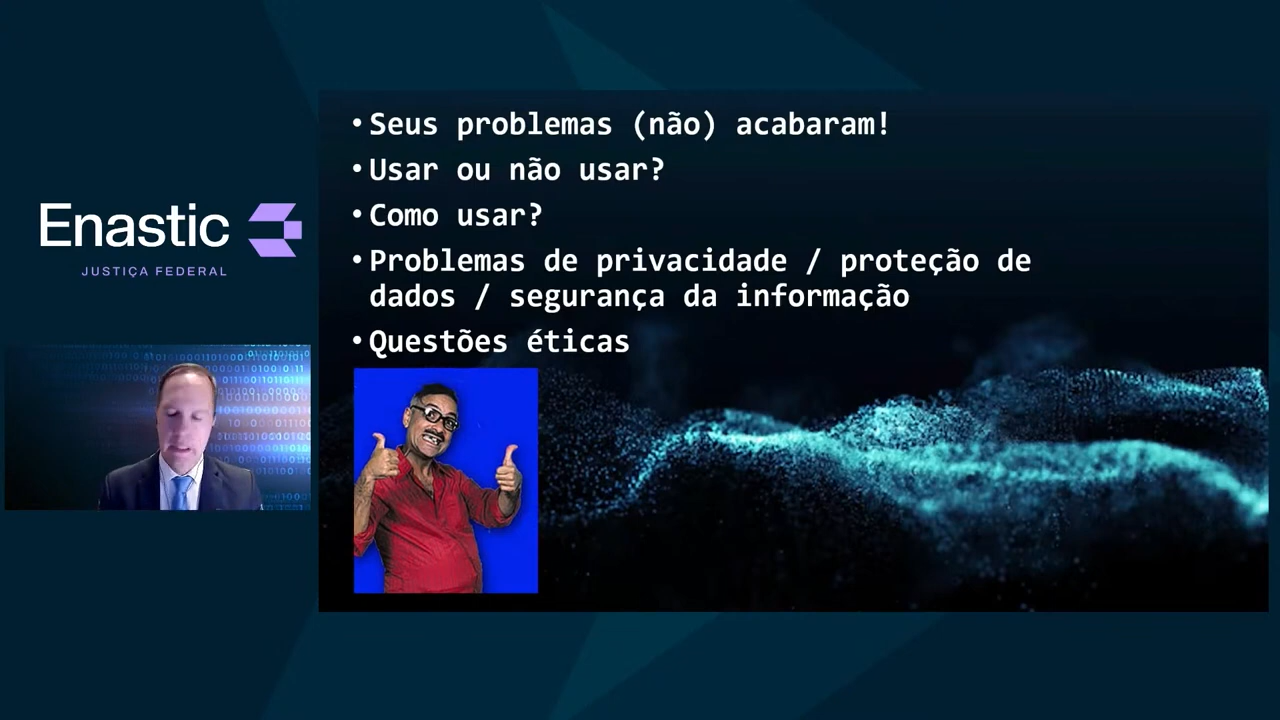 Enastic
JUSTIÇA FEDERAL
• Seus problemas (não) acabaram!
• Usar ou não usar?
• Como usar?
• Problemas de privacidade / proteção de
dados / segurança da informação
• Questões éticas